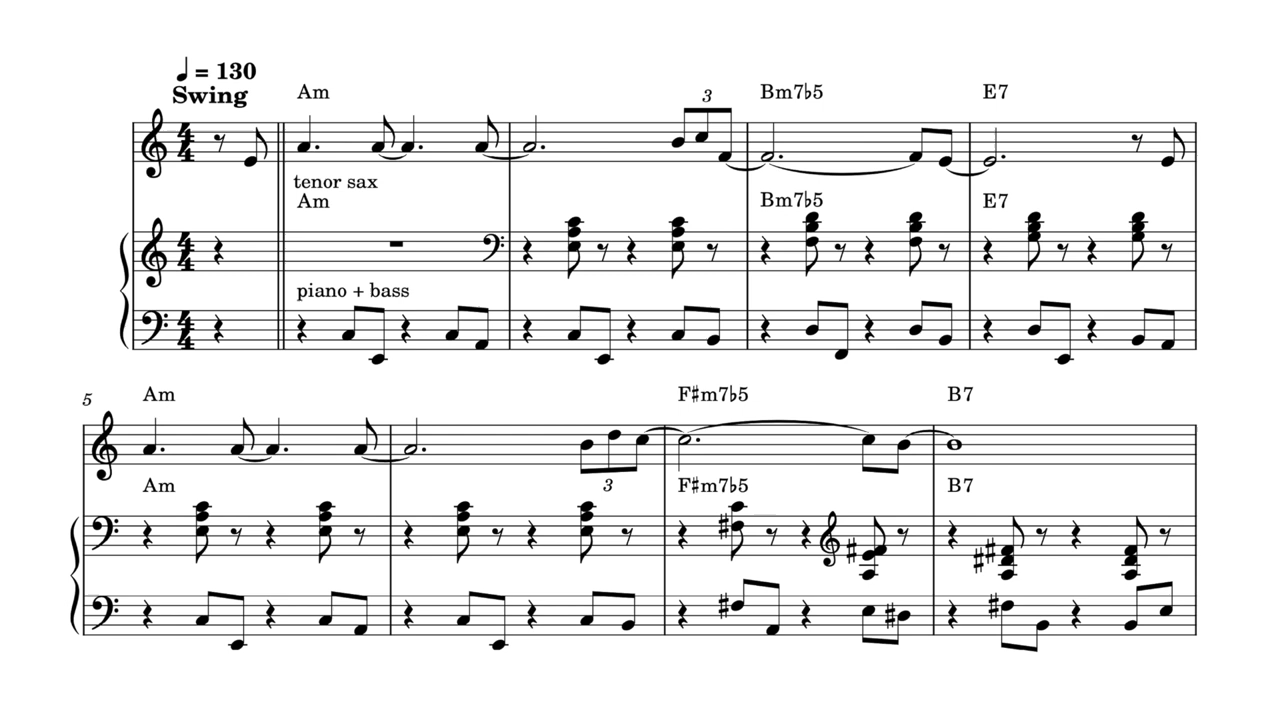 ♩ = 130
Swing
Am
3
Bm7♭5
E7
tenor sax
Am
Bm7♭5
E7
piano + bass
5
Am
F♯m7♭5
B7
3
Am
F♯m7♭5
B7